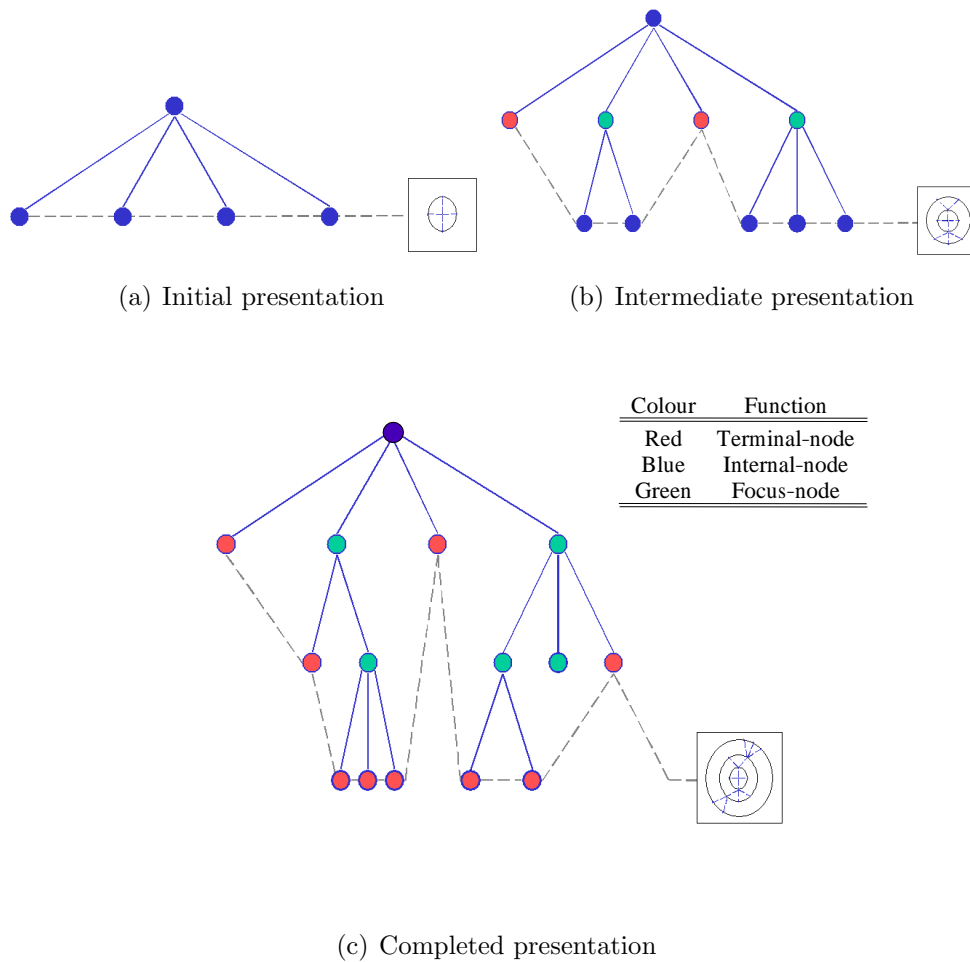 (a) Initial presentation
(b) Intermediate presentation
Colour Function
Red Terminal-node
Blue Internal-node
Green Focus-node
(c) Completed presentation